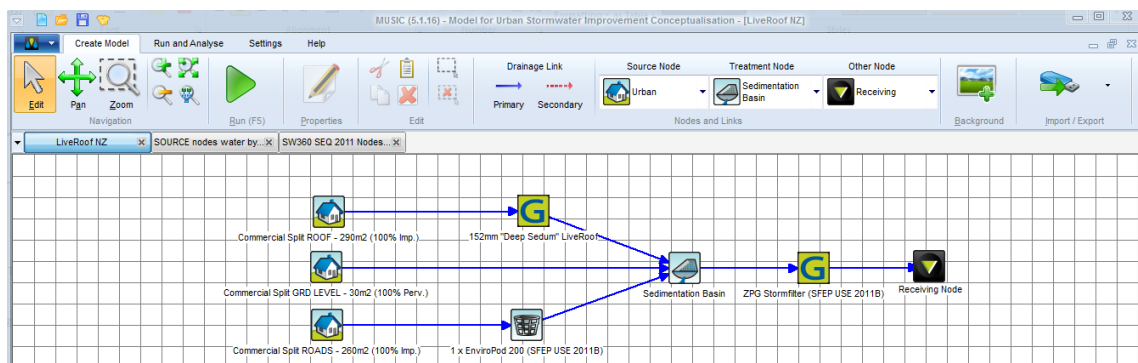 MUSIC (5.1.16) - Model for Urban Stormwater Improvement Conceptualisation - [LiveRoof NZ]
Create Model Run and Analyse Settings Help
Drainage Link Source Node Treatment Node Other Node
Urban Sedimentation Basin Receiving
Edit Pan Zoom Primary Secondary
Navigation Run (F5) Properties Edit Nodes and Links Background Import / Export
LiveRoof NZ SOURCE nodes water by... SW360 SEQ 2011 Nodes...
G
Commercial Split ROOF - 290m2 (100% Imp.) 152mm "Deep Sedum" LiveRoof
G
Commercial Split GRD LEVEL - 30m2 (100% Perv.) Sedimentation Basin ZPG Stormfilter (SFEP USE 2011B) Receiving Node
Commercial Split ROADS - 260m2 (100% Imp.) 1 x EnviroPod 200 (SFEP USE 2011B)